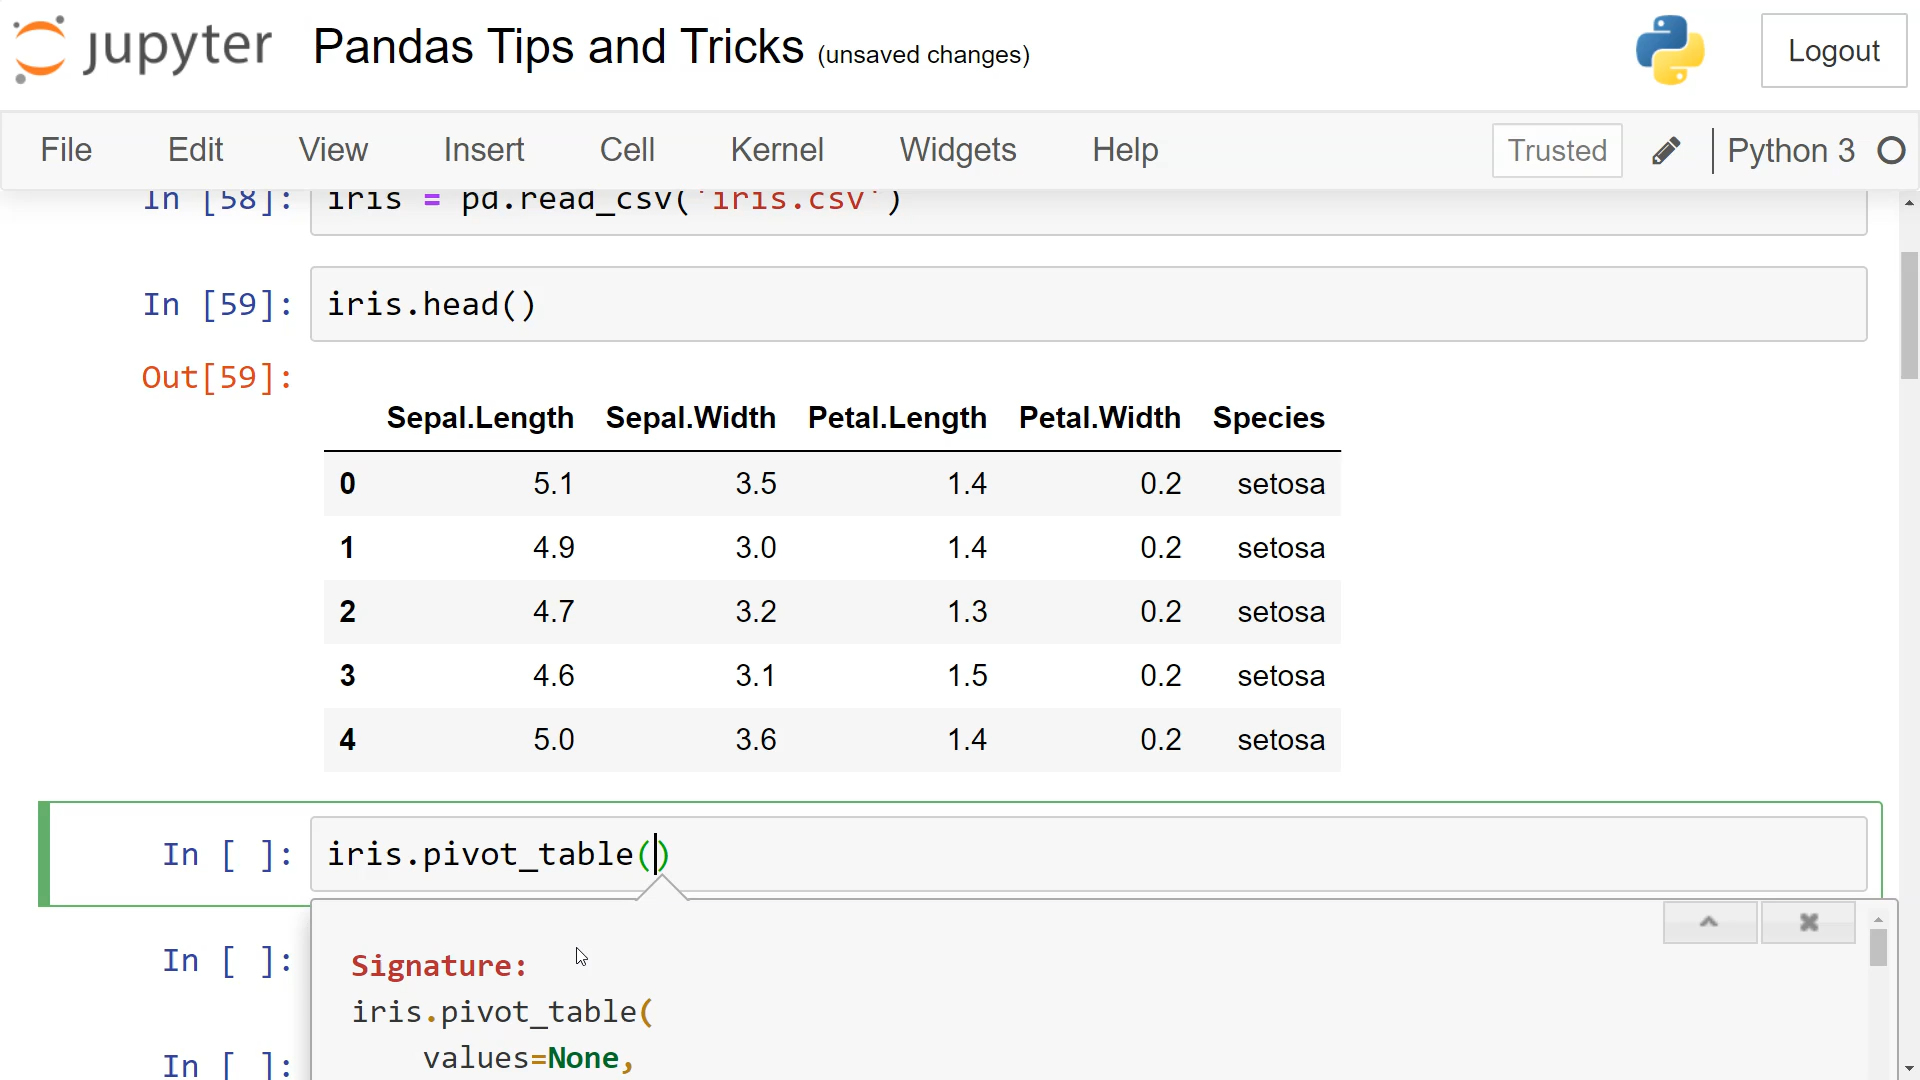 jupyter Pandas Tips and Tricks (unsaved changes) Logout
File Edit View Insert Cell Kernel Widgets Help Trusted Python 3
In [58]: iris = pd.read_csv('iris.csv')
In [59]: iris.head()
Out[59]:
Sepal.Length Sepal.Width Petal.Length Petal.Width Species
0 5.1 3.5 1.4 0.2 setosa
1 4.9 3.0 1.4 0.2 setosa
2 4.7 3.2 1.3 0.2 setosa
3 4.6 3.1 1.5 0.2 setosa
4 5.0 3.6 1.4 0.2 setosa
In [ ]: iris.pivot_table()
In [ ]: Signature:
iris.pivot_table(
In [ ]: values=None,